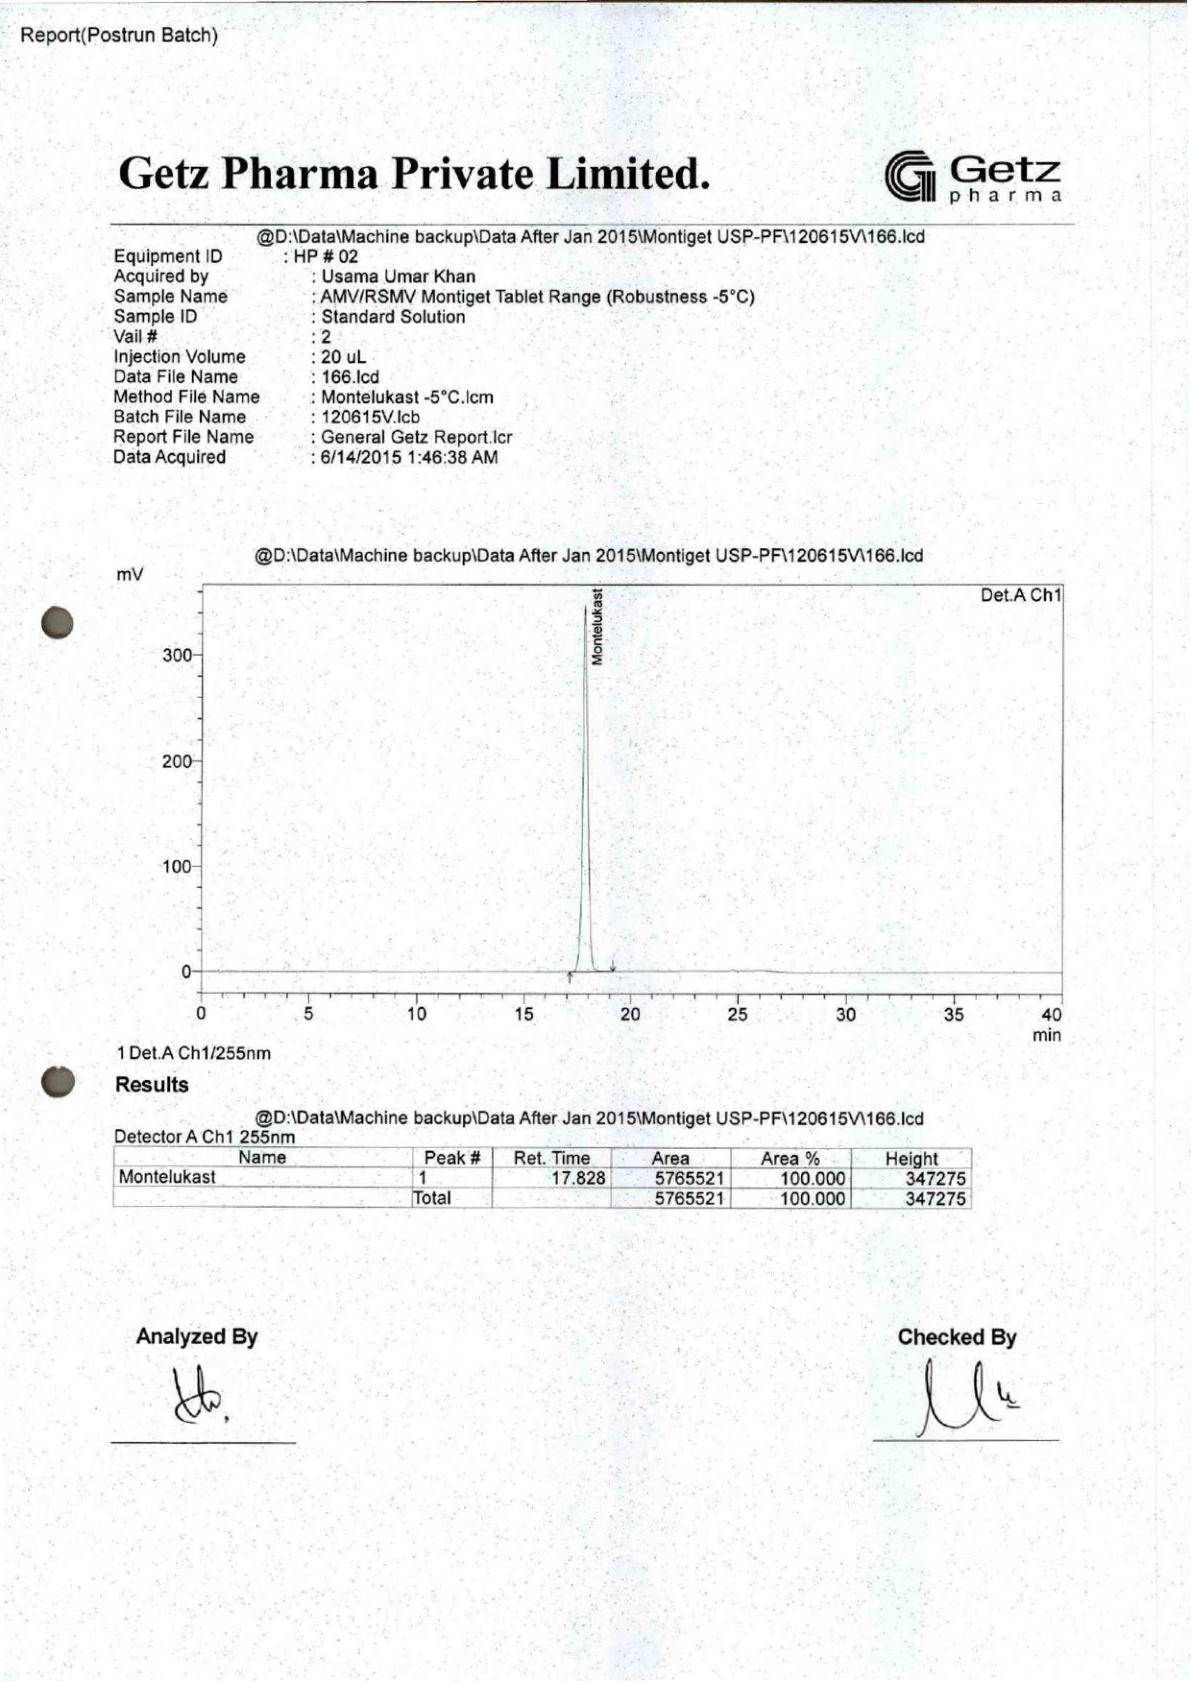 Report(Postrun Batch)
Getz Pharma Private Limited.
Getz
pharma
@D:\Data\Machine backup\Data After Jan 2015\Montiget USP-PF\120615V\166.lcd
Equipment ID : HP # 02
Acquired by : Usama Umar Khan
Sample Name : AMV/RSMV Montiget Tablet Range (Robustness -5°C)
Sample ID : Standard Solution
Vail # : 2
Injection Volume : 20 uL
Data File Name : 166.lcd
Method File Name : Montelukast -5°C.lcm
Batch File Name : 120615V.lcb
Report File Name : General Getz Report.lcr
Data Acquired : 6/14/2015 1:46:38 AM
@D:\Data\Machine backup\Data After Jan 2015\Montiget USP-PF\120615V\166.lcd
mV
Det.A Ch1
Montelukast
300
200
100
0
0 5 10 15 20 25 30 35 40
min
1 Det.A Ch1/255nm
Results
@D:\Data\Machine backup\Data After Jan 2015\Montiget USP-PF\120615V\166.lcd
Detector A Ch1 255nm
Name Peak # Ret. Time Area Area % Height
Montelukast 1 17.828 5765521 100.000 347275
Total 5765521 100.000 347275
Analyzed By Checked By